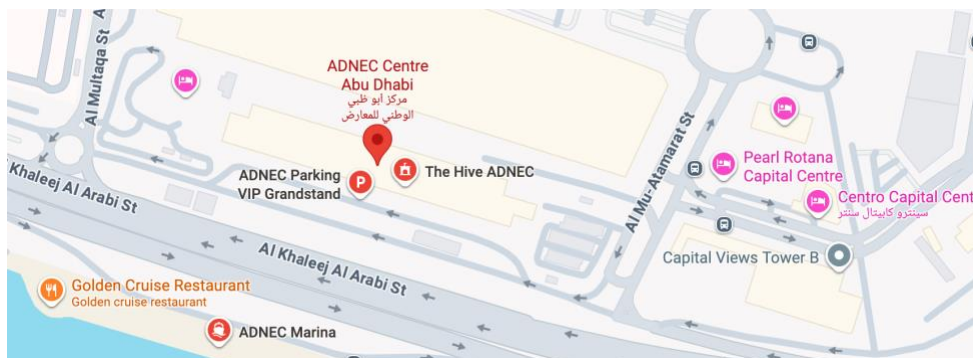 Al Multaqa St
ADNEC Centre
Abu Dhabi
مركز أبو ظبي
الوطني للمعارض
ADNEC Parking
VIP Grandstand
P
The Hive ADNEC
Al Mu-Atamarat St
Pearl Rotana
Capital Centre
Centro Capital Cent
سينترو كابيتال سنتر
Capital Views Tower B
Khaleej Al Arabi St
Al Khaleej Al Arabi St
Golden Cruise Restaurant
Golden cruise restaurant
ADNEC Marina